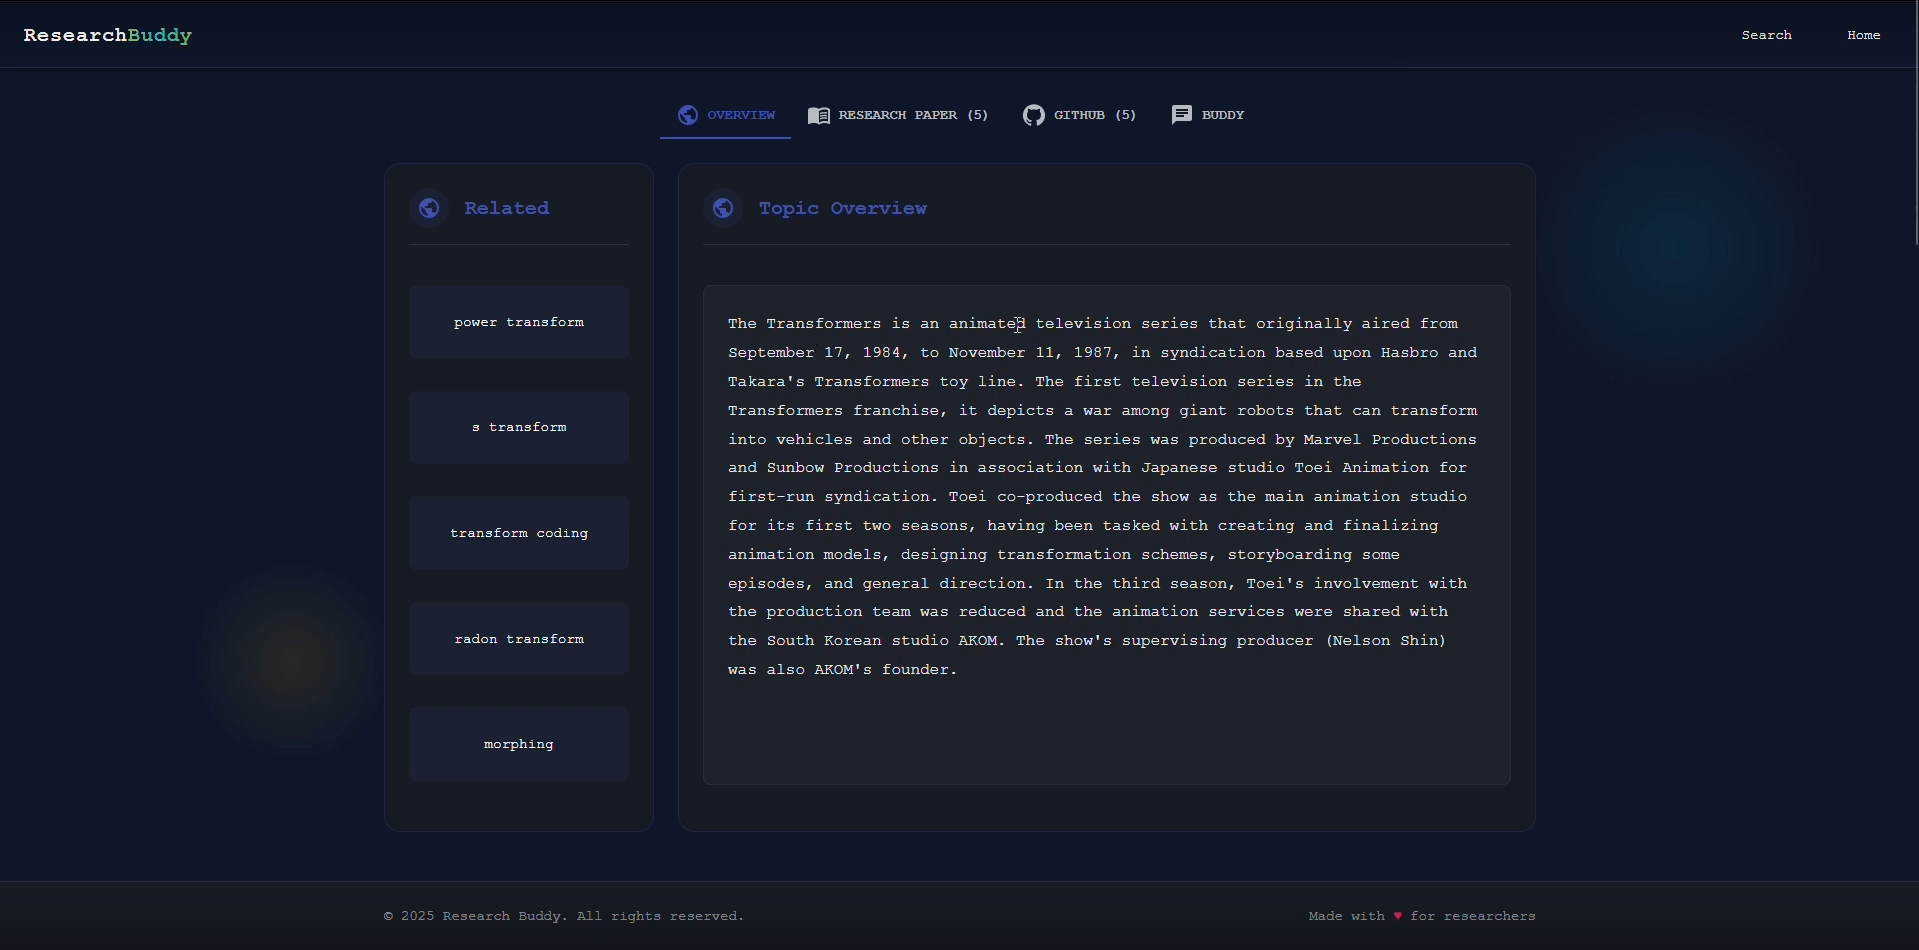 ResearchBuddy
Search
Home
OVERVIEW
RESEARCH PAPER (5)
GITHUB (5)
BUDDY
Related
power transform
s transform
transform coding
radon transform
morphing
Topic Overview
The Transformers is an animated television series that originally aired from
September 17, 1984, to November 11, 1987, in syndication based upon Hasbro and
Takara's Transformers toy line. The first television series in the
Transformers franchise, it depicts a war among giant robots that can transform
into vehicles and other objects. The series was produced by Marvel Productions
and Sunbow Productions in association with Japanese studio Toei Animation for
first-run syndication. Toei co-produced the show as the main animation studio
for its first two seasons, having been tasked with creating and finalizing
animation models, designing transformation schemes, storyboarding some
episodes, and general direction. In the third season, Toei's involvement with
the production team was reduced and the animation services were shared with
the South Korean studio AKOM. The show's supervising producer (Nelson Shin)
was also AKOM's founder.
© 2025 Research Buddy. All rights reserved.
Made with ♥ for researchers